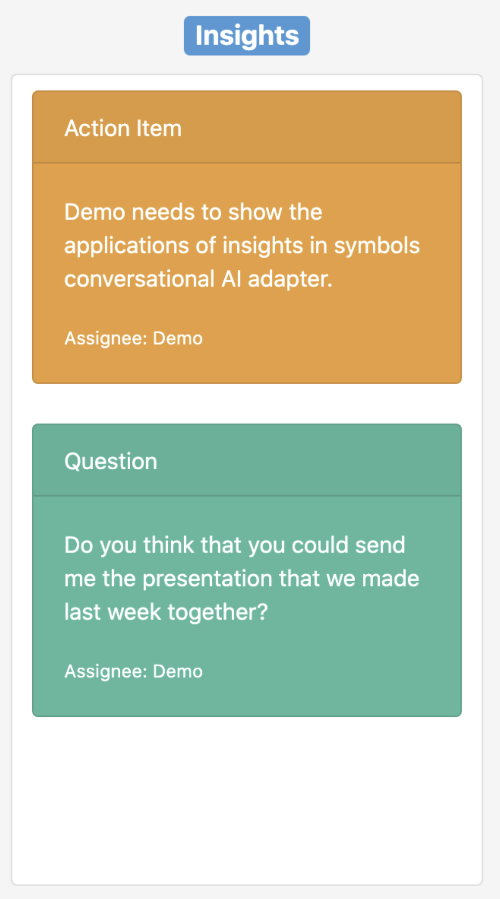 Insights
Action Item
Demo needs to show the
applications of insights in symbols
conversational AI adapter.
Assignee: Demo
Question
Do you think that you could send
me the presentation that we made
last week together?
Assignee: Demo